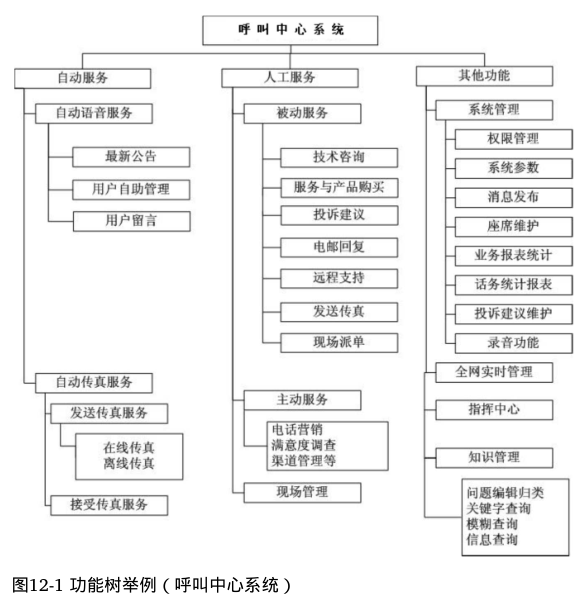 呼叫中心系统
自动服务
自动语音服务
最新公告
用户自助管理
用户留言
自动传真服务
发送传真服务
在线传真
离线传真
接受传真服务
人工服务
被动服务
技术咨询
服务与产品购买
投诉建议
电邮回复
远程支持
发送传真
现场派单
主动服务
电话营销
满意度调查
渠道管理等
现场管理
其他功能
系统管理
权限管理
系统参数
消息发布
座席维护
业务报表统计
话务统计报表
投诉建议维护
录音功能
全网实时管理
指挥中心
知识管理
问题编辑归类
关键字查询
模糊查询
信息查询
图12-1 功能树举例（呼叫中心系统）